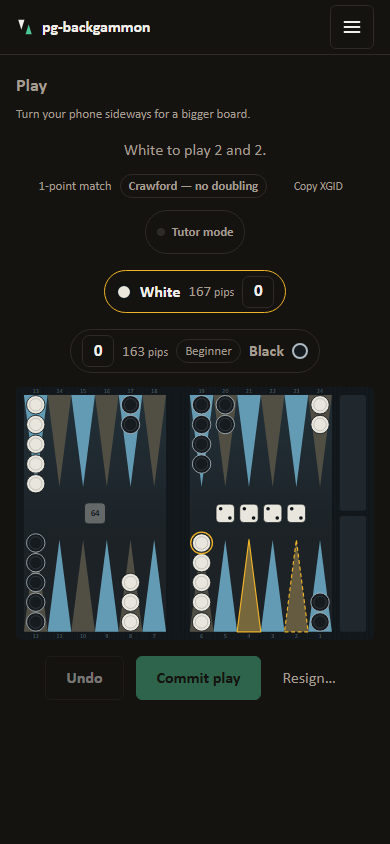 pg-backgammon
Play
Turn your phone sideways for a bigger board.
White to play 2 and 2.
1-point match Crawford — no doubling Copy XGID
Tutor mode
White 167 pips 0
0 163 pips Beginner Black
13 14 15 16 17 18 19 20 21 22 23 24
64
12 11 10 9 8 7 6 5 4 3 2 1
Undo Commit play Resign...